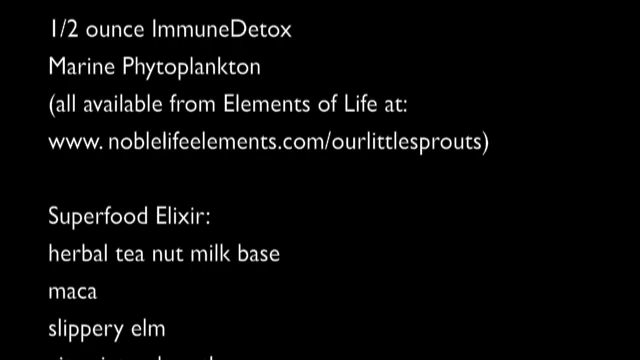 1/2 ounce ImmuneDetox
Marine Phytoplankton
(all available from Elements of Life at:
www. noblelifeelements.com/ourlittlesprouts)
Superfood Elixir:
herbal tea nut milk base
maca
slippery elm